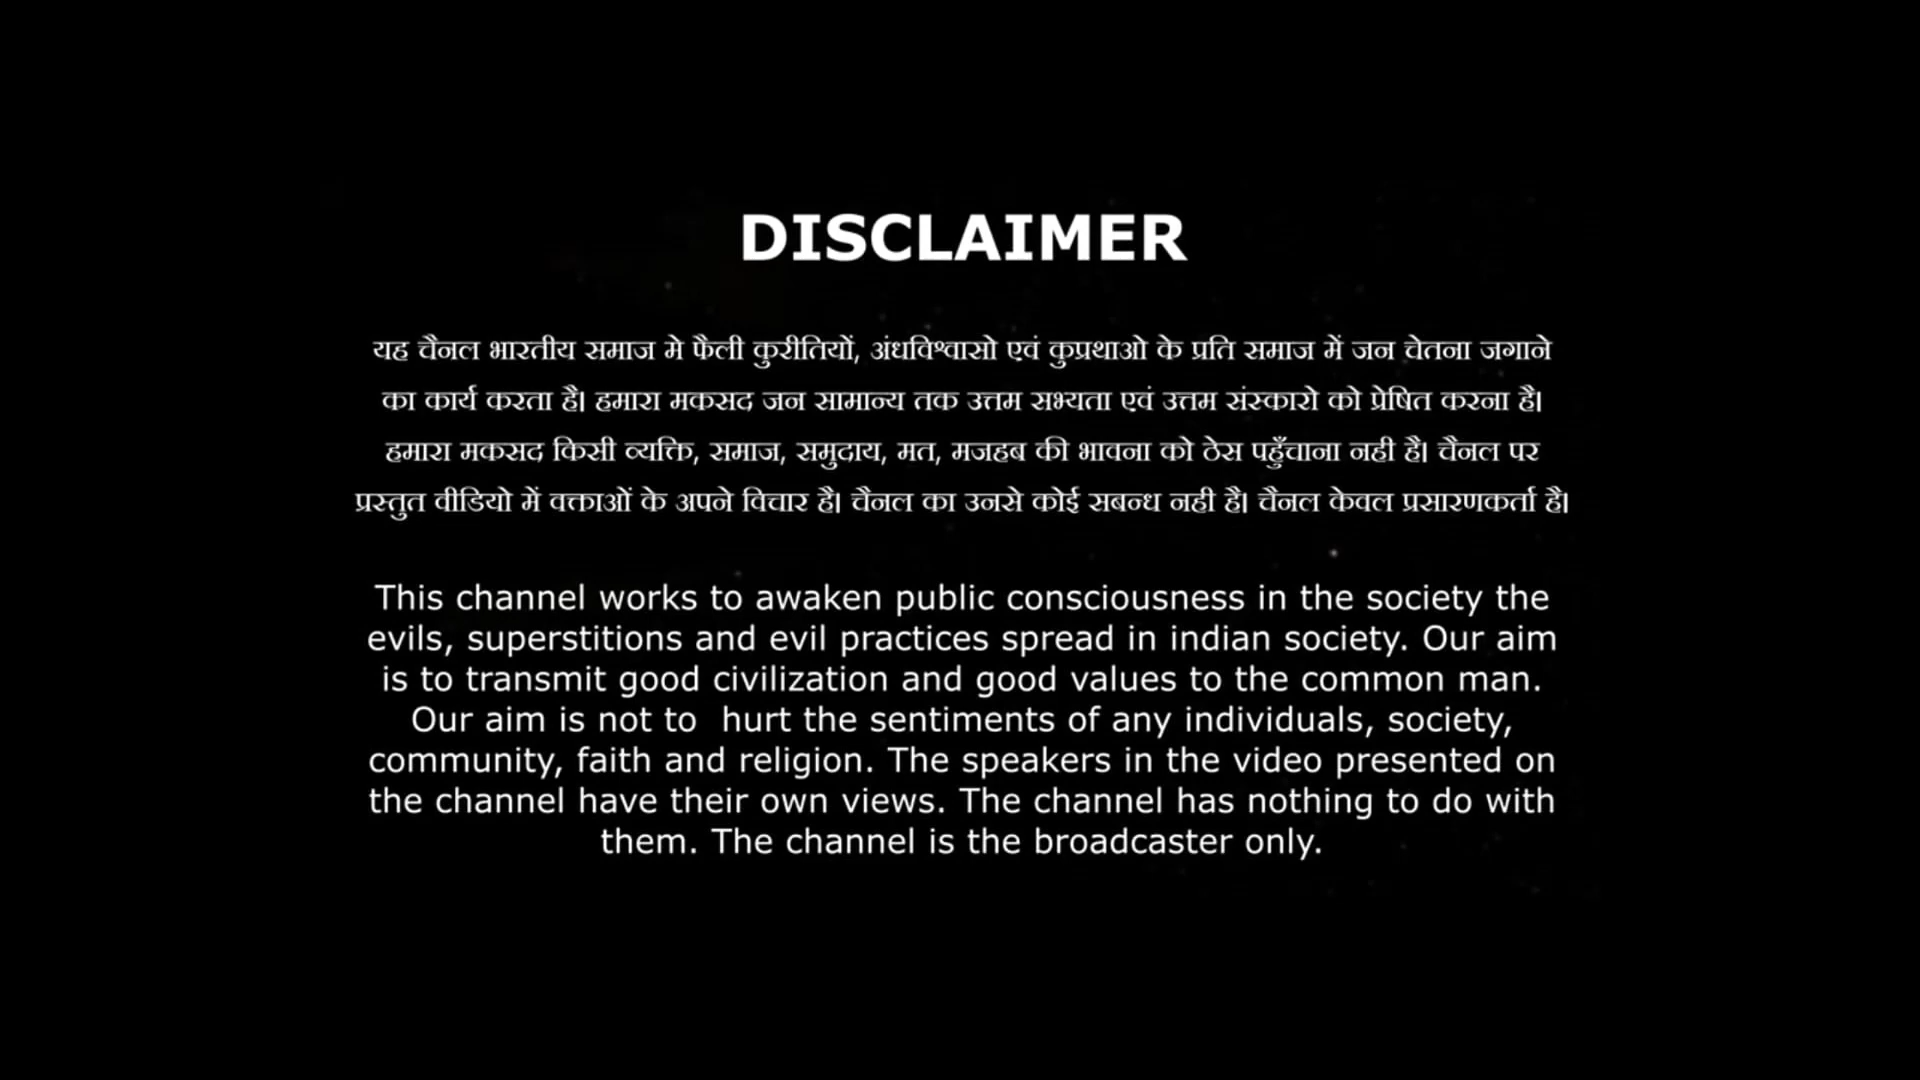 DISCLAIMER
यह चैनल भारतीय समाज मे फैली कुरीतियों, अंधविश्वासो एवं कुप्रथाओ के प्रति समाज में जन चेतना जगाने
का कार्य करता है। हमारा मकसद जन सामान्य तक उत्तम सभ्यता एवं उत्तम संस्कारो को प्रेषित करना है।
हमारा मकसद किसी व्यक्ति, समाज, समुदाय, मत, मजहब की भावना को ठेस पहुँचाना नही है। चैनल पर
प्रस्तुत वीडियो में वक्ताओं के अपने विचार है। चैनल का उनसे कोई सबन्ध नही है। चैनल केवल प्रसारणकर्ता है।
This channel works to awaken public consciousness in the society the
evils, superstitions and evil practices spread in indian society. Our aim
is to transmit good civilization and good values to the common man.
Our aim is not to  hurt the sentiments of any individuals, society,
community, faith and religion. The speakers in the video presented on
the channel have their own views. The channel has nothing to do with
them. The channel is the broadcaster only.